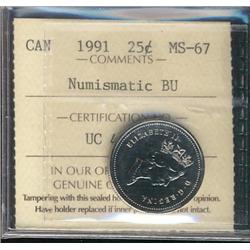 CAN 1991 25¢ MS-67
COMMENTS
Numismatic BU
CERTIFICATION
UC
IN OUR
GENUINE
Tampering with this sealed ho opinion.
Have holder replaced if inner not intact.
ELIZABETH II
D·G·REGINA